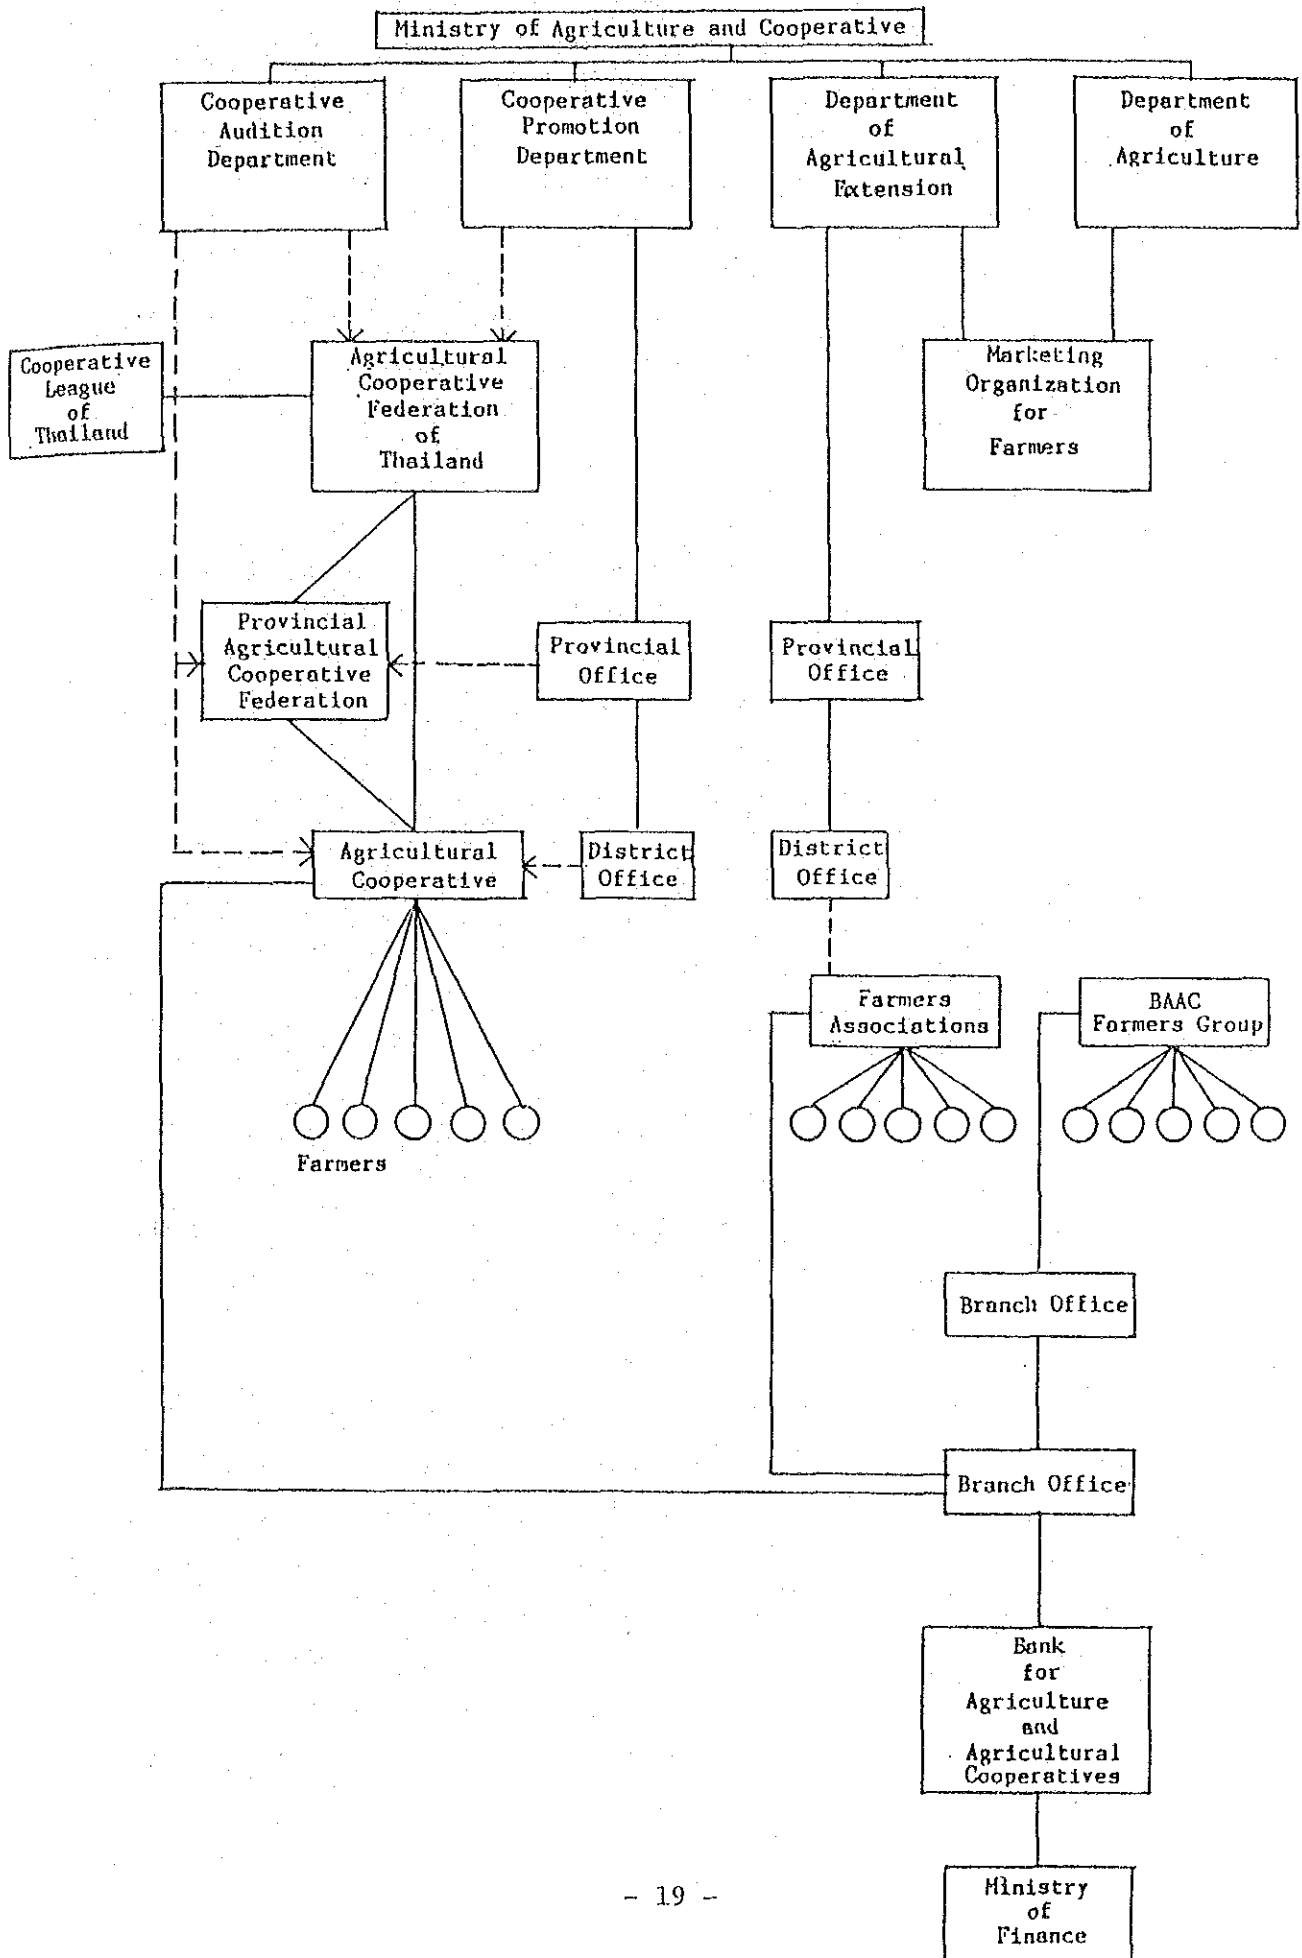 Ministry of Agriculture and Cooperative
Cooperative
Audition
Department
Cooperative
Promotion
Department
Department
of
Agricultural
Extension
Department
of
Agriculture
Cooperative
League
of
Thailand
Agricultural
Cooperative
Federation
of
Thailand
Marketing
Organization
for
Farmers
Provincial
Agricultural
Cooperative
Federation
Provincial
Office
Provincial
Office
Agricultural
Cooperative
District
Office
District
Office
Farmers
Associations
BAAC
Farmers Group
Farmers
Branch Office
Branch Office
Bank
for
Agriculture
and
Agricultural
Cooperatives
Ministry
of
Finance
- 19 -